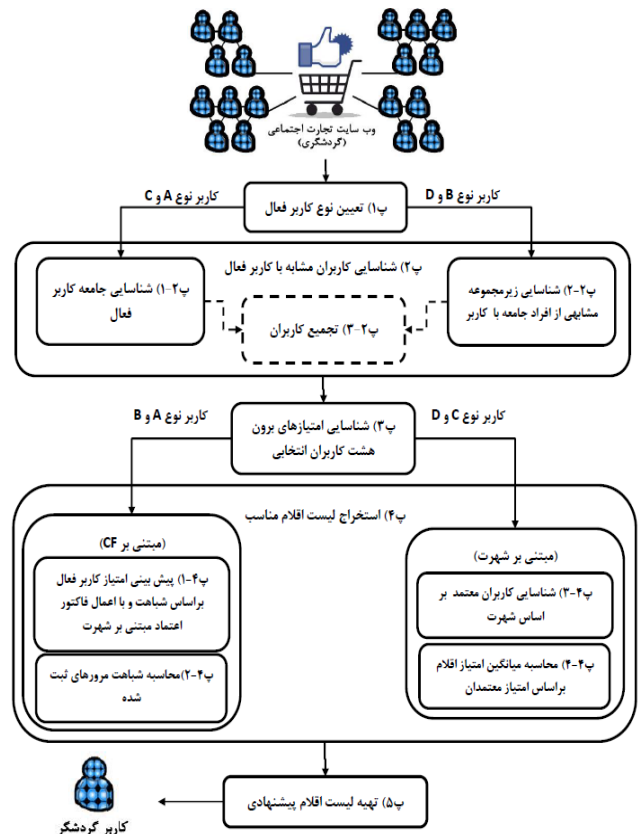 وب سایت تجارت اجتماعی
(گردشگری)
کاربر نوع A و C
پ۱) تعیین نوع کاربر فعال
کاربر نوع B و D
پ۲) شناسایی کاربران مشابه با کاربر فعال
پ۲-۱) شناسایی جامعه کاربر
فعال
پ۲-۲) شناسایی زیرمجموعه
مشابهی از افراد جامعه با کاربر
پ۲-۳) تجمیع کاربران
کاربر نوع A و B
پ۳) شناسایی امتیازهای برون
هشت کاربران انتخابی
کاربر نوع C و D
پ۴) استخراج لیست اقلام مناسب
(مبتنی بر CF)
پ۴-۱) پیش بینی امتیاز کاربر فعال
براساس شباهت و با اعمال فاکتور
اعتماد مبتنی بر شهرت
پ۴-۲)محاسبه شباهت مرورهای ثبت
شده
(مبتنی بر شهرت)
پ۴-۳) شناسایی کاربران معتمد بر
اساس شهرت
پ۴-۴) محاسبه میانگین امتیاز اقلام
براساس امتیاز معتمدان
پ۵) تهیه لیست اقلام پیشنهادی
کاربر گردشگر